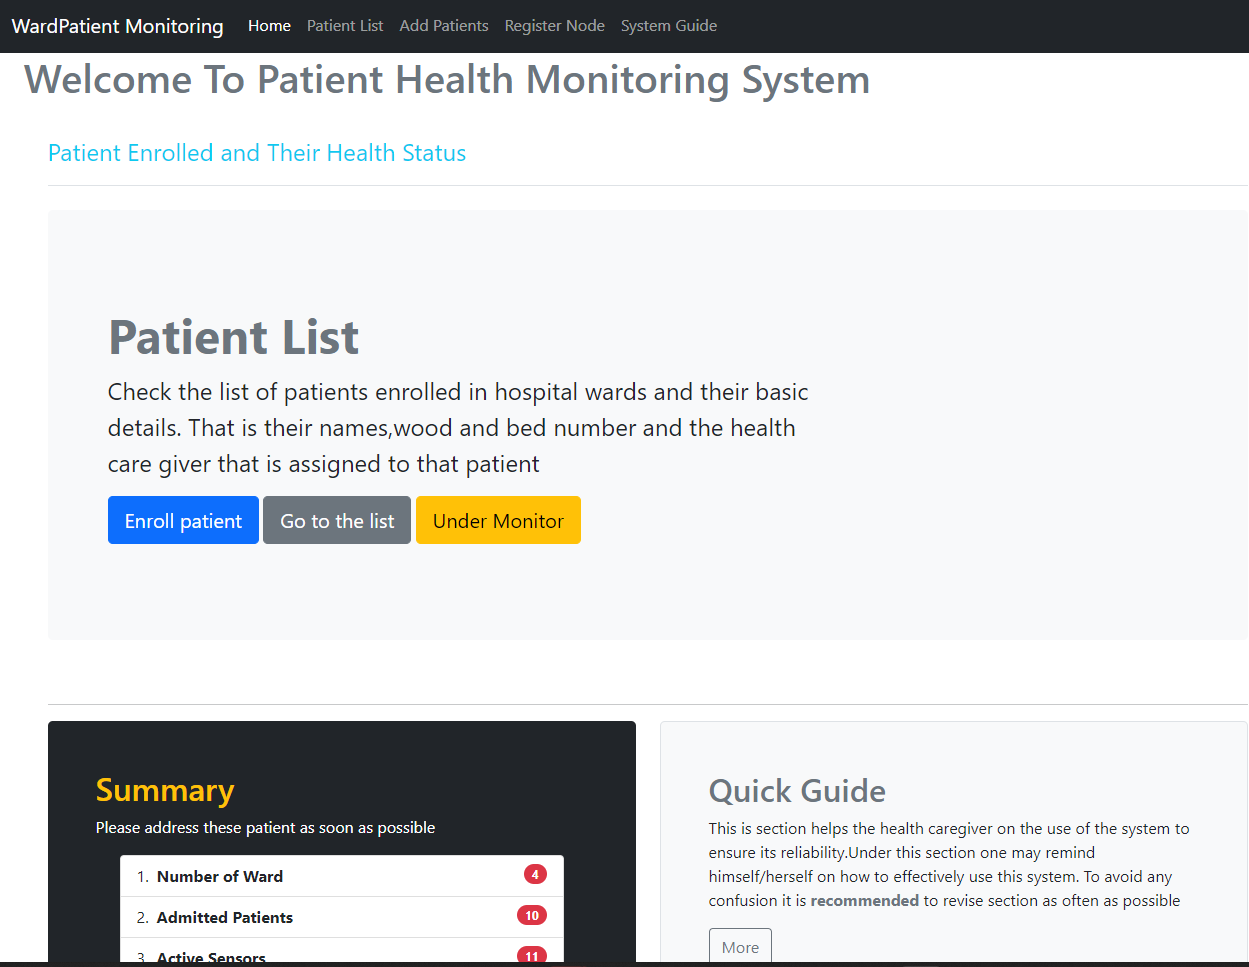 WardPatient Monitoring Home Patient List Add Patients Register Node System Guide
Welcome To Patient Health Monitoring System
Patient Enrolled and Their Health Status
Patient List
Check the list of patients enrolled in hospital wards and their basic
details. That is their names,wood and bed number and the health
care giver that is assigned to that patient
Enroll patient Go to the list Under Monitor
Summary
Please address these patient as soon as possible
1. Number of Ward 4
2. Admitted Patients 10
3. Active Sensors 11
Quick Guide
This is section helps the health caregiver on the use of the system to
ensure its reliability.Under this section one may remind
himself/herself on how to effectively use this system. To avoid any
confusion it is recommended to revise section as often as possible
More